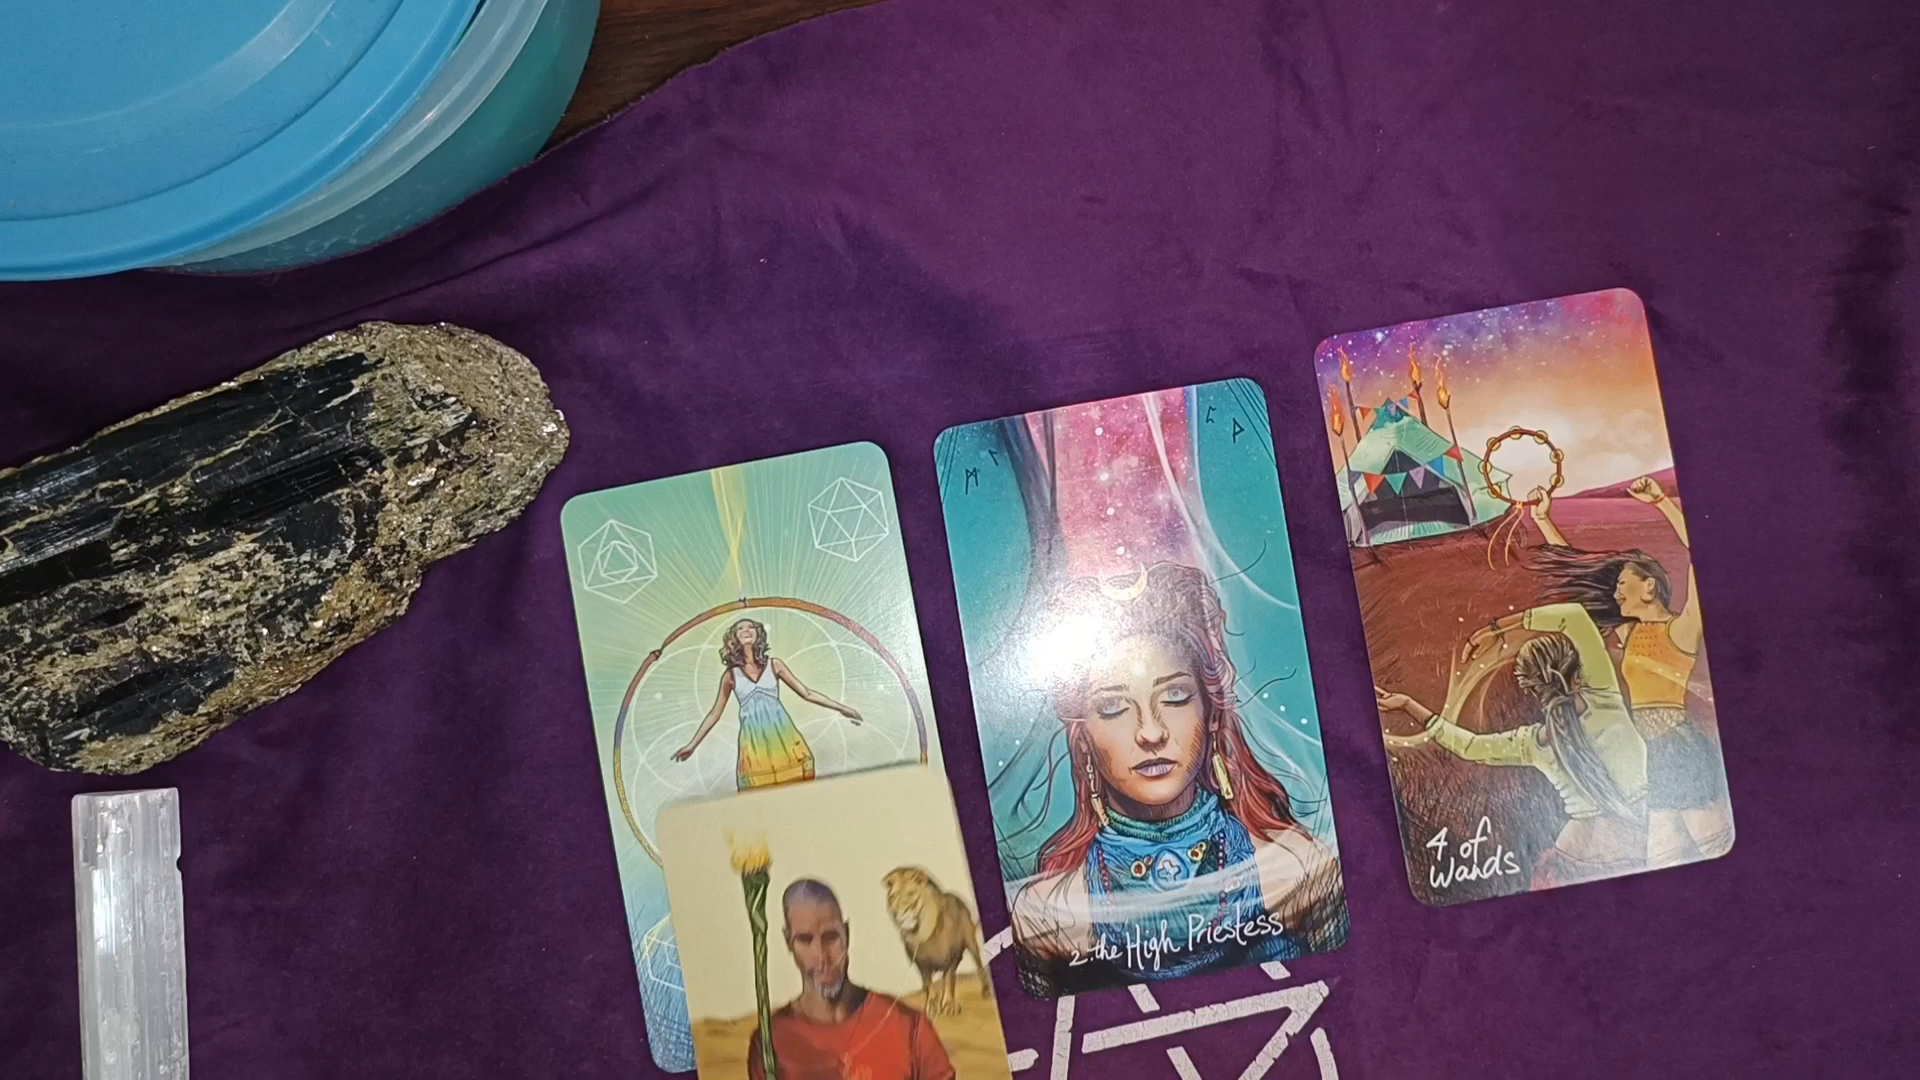 2. the High Priestess
4 of
Wands